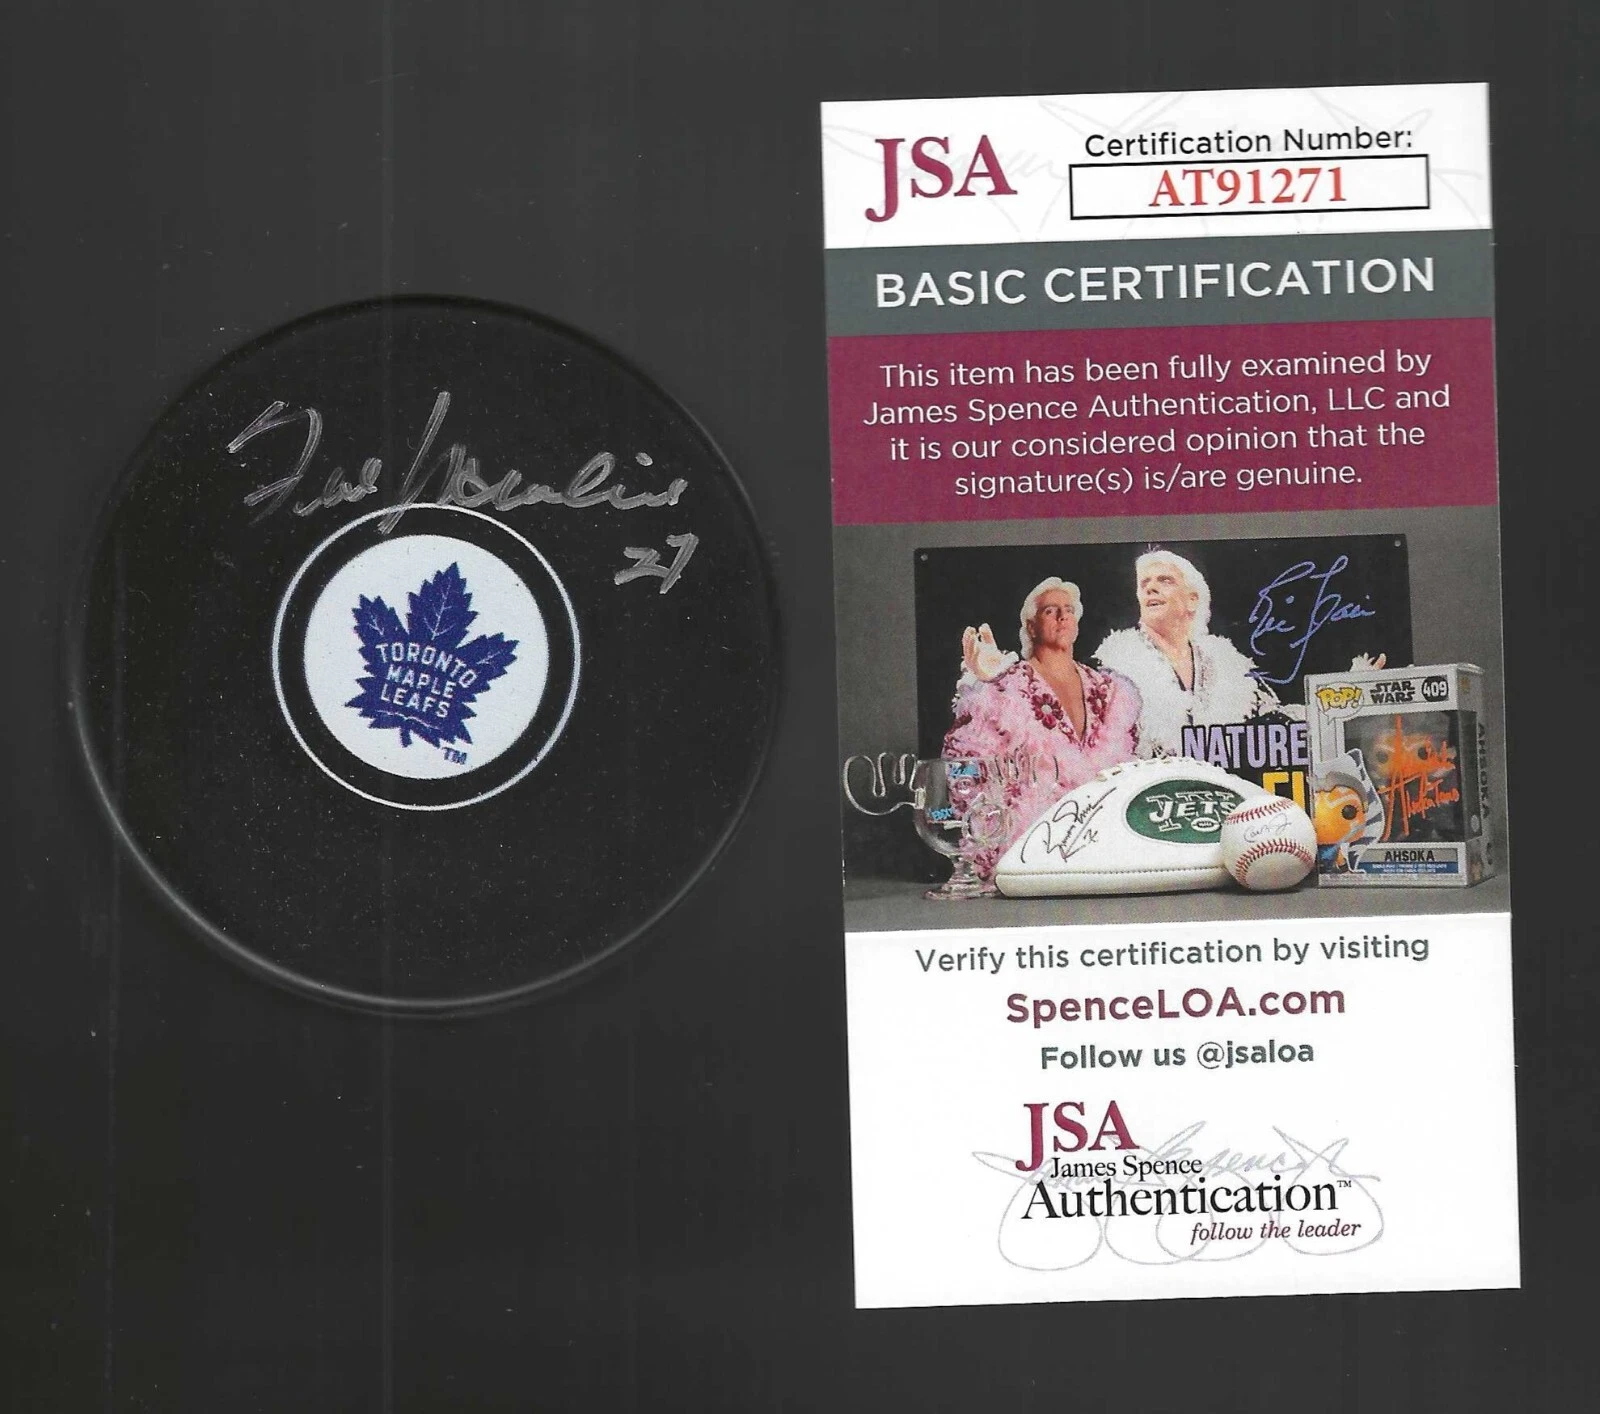 27
TORONTO
MAPLE
LEAFS
TM
JSA
Certification Number:
AT91271
BASIC CERTIFICATION
This item has been fully examined by
James Spence Authentication, LLC and
it is our considered opinion that the
signature(s) is/are genuine.
NATURE
JETS
POP!
STAR
WARS
409
AHSOKA
AHSOKA
Verify this certification by visiting
SpenceLOA.com
Follow us @jsaloa
JSA
James Spence
Authentication™
follow the leader